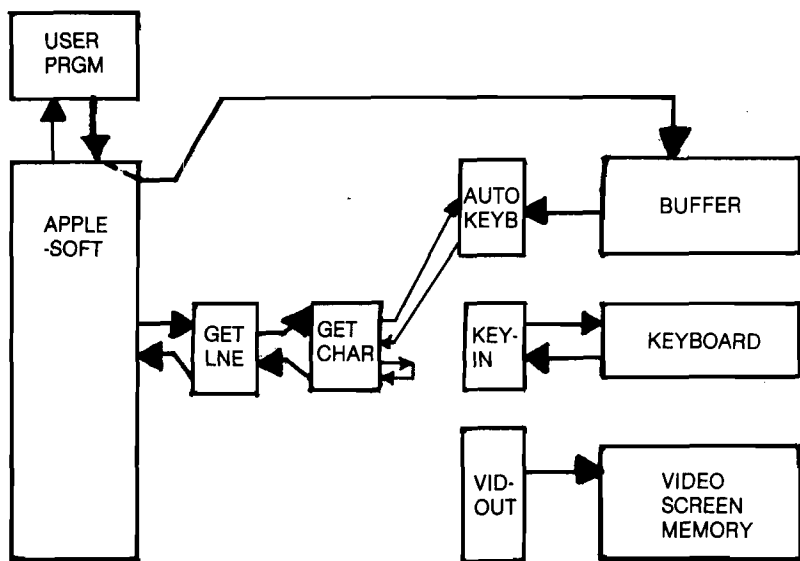 USER
PRGM
APPLE
-SOFT
GET
LNE
GET
CHAR
AUTO
KEYB
BUFFER
KEY-
IN
KEYBOARD
VID-
OUT
VIDEO
SCREEN
MEMORY